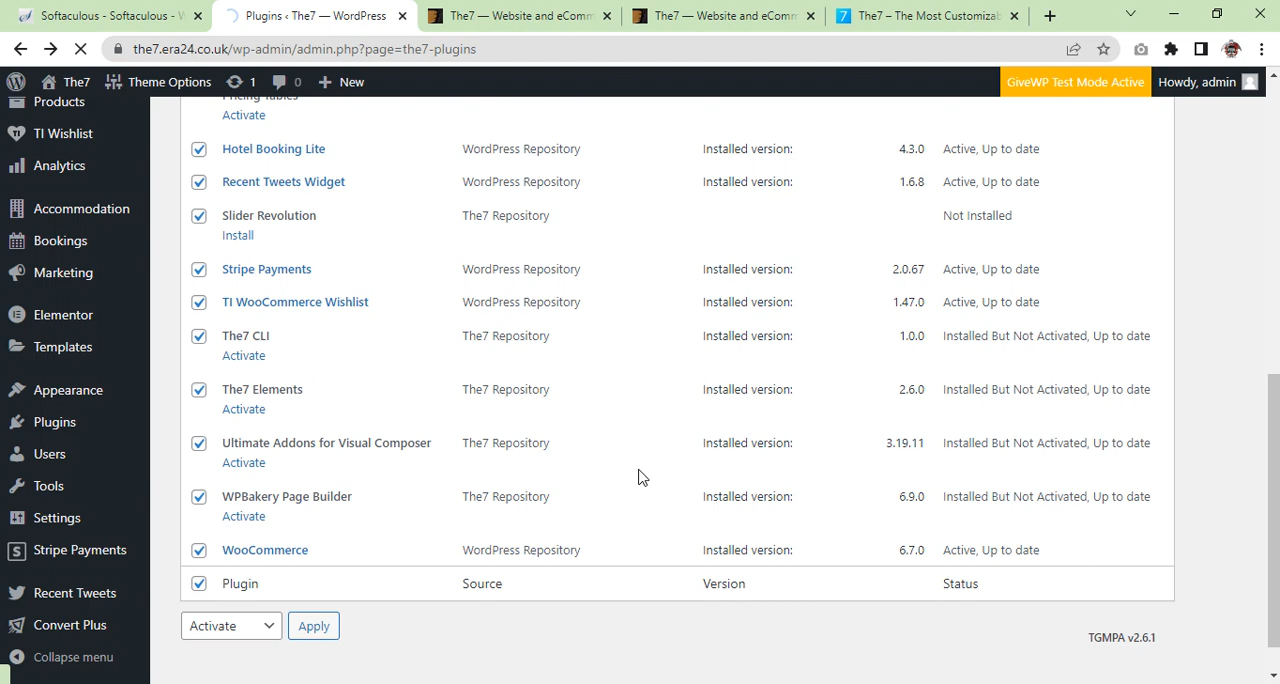 Softaculous - Softaculous - W
Plugins ‹ The7 — WordPress
The7 — Website and eComm
The7 — Website and eComm
The7 – The Most Customizab
the7.era24.co.uk/wp-admin/admin.php?page=the7-plugins
The7 Theme Options 1 0 New GiveWP Test Mode Active Howdy, admin
Products
TI Wishlist
Analytics
Accommodation
Bookings
Marketing
Elementor
Templates
Appearance
Plugins
Users
Tools
Settings
Stripe Payments
Recent Tweets
Convert Plus
Collapse menu
Pricing Tables
Activate
Hotel Booking Lite WordPress Repository Installed version: 4.3.0 Active, Up to date
Recent Tweets Widget WordPress Repository Installed version: 1.6.8 Active, Up to date
Slider Revolution The7 Repository Not Installed
Install
Stripe Payments WordPress Repository Installed version: 2.0.67 Active, Up to date
TI WooCommerce Wishlist WordPress Repository Installed version: 1.47.0 Active, Up to date
The7 CLI The7 Repository Installed version: 1.0.0 Installed But Not Activated, Up to date
Activate
The7 Elements The7 Repository Installed version: 2.6.0 Installed But Not Activated, Up to date
Activate
Ultimate Addons for Visual Composer The7 Repository Installed version: 3.19.11 Installed But Not Activated, Up to date
Activate
WPBakery Page Builder The7 Repository Installed version: 6.9.0 Installed But Not Activated, Up to date
Activate
WooCommerce WordPress Repository Installed version: 6.7.0 Active, Up to date
Plugin Source Version Status
Activate Apply
TGMPA v2.6.1